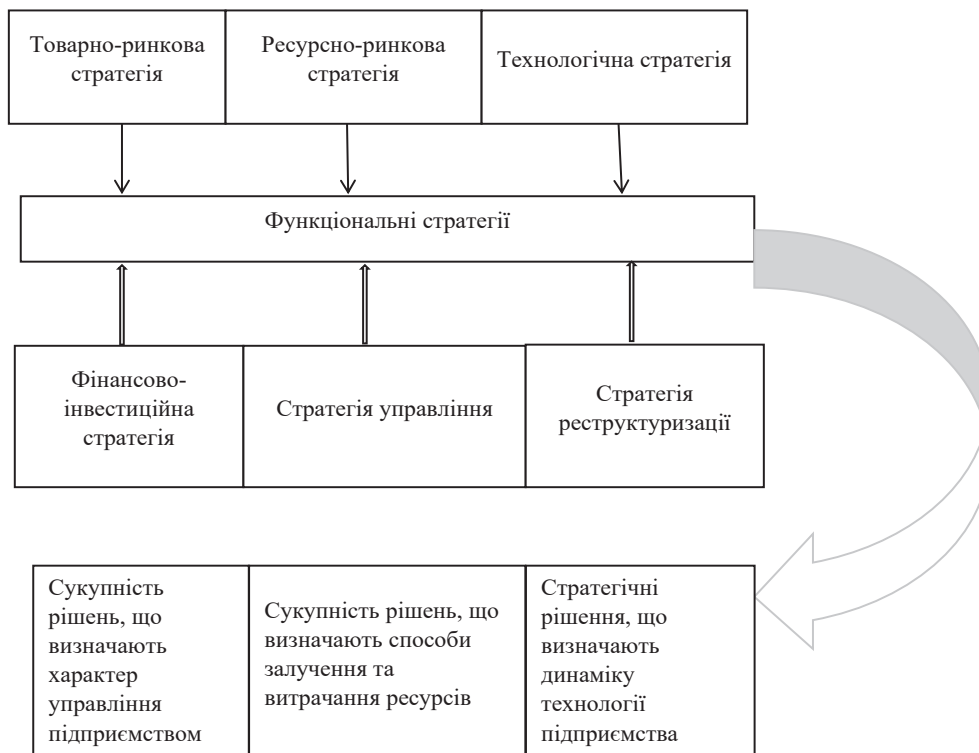 Товарно-ринкова
стратегія
Ресурсно-ринкова
стратегія
Технологічна стратегія
Функціональні стратегії
Фінансово-
інвестиційна
стратегія
Стратегія управління
Стратегія
реструктуризації
Сукупність
рішень, що
визначають
характер
управління
підприємством
Сукупність рішень, що
визначають способи
залучення та
витрачання ресурсів
Стратегічні
рішення, що
визначають
динаміку
технології
підприємства